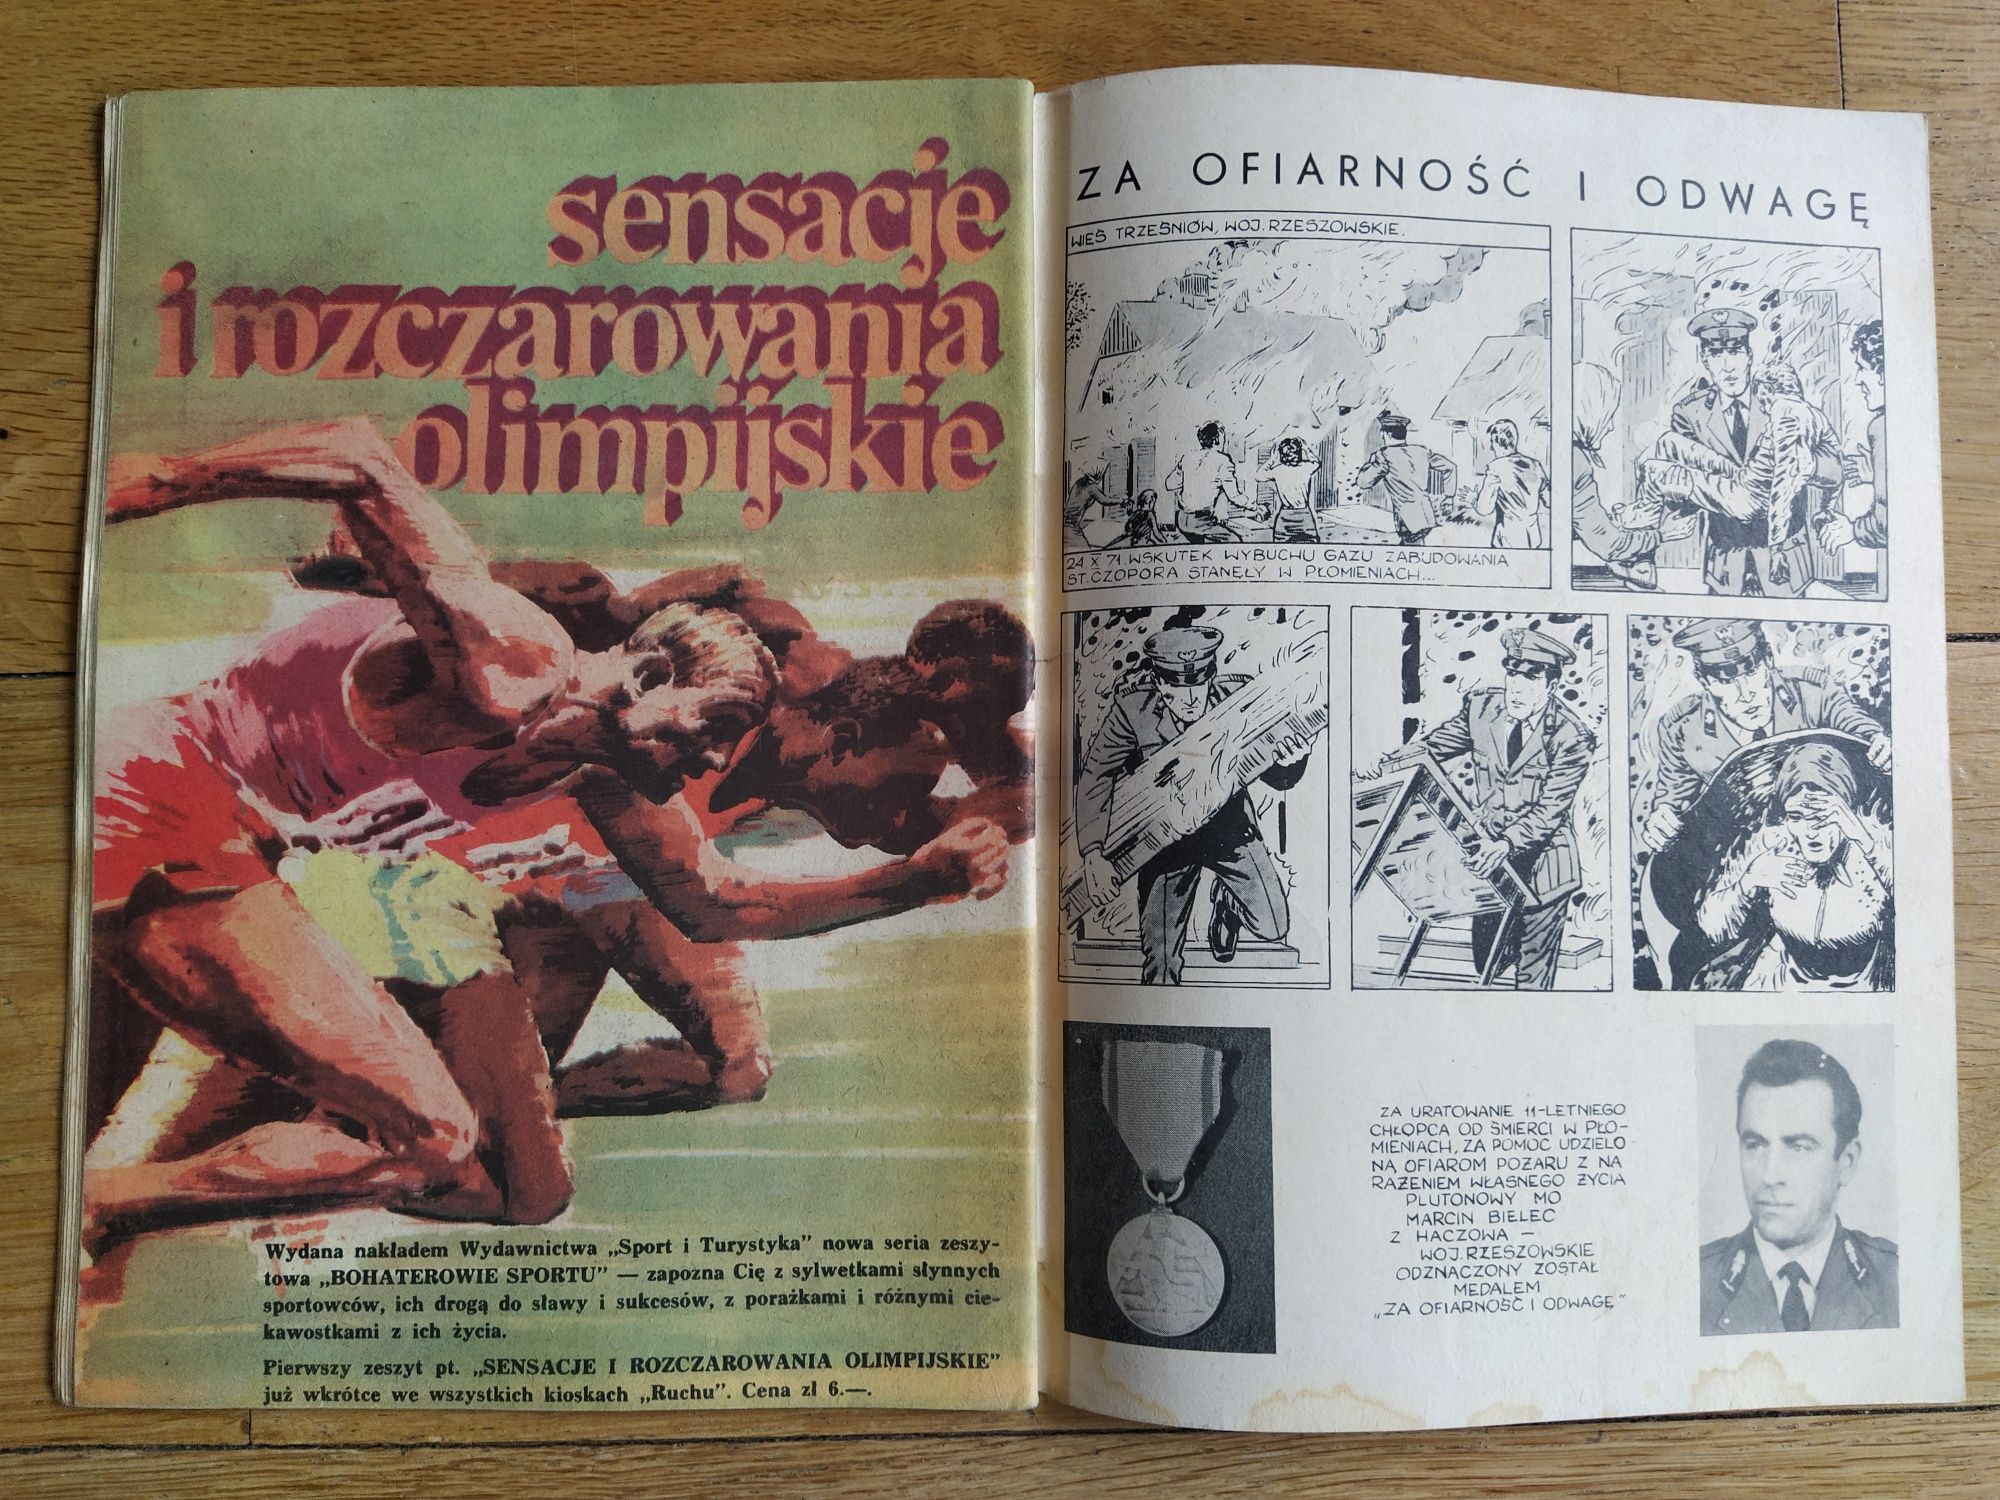 sensacje
i rozczarowania
olimpijskie
Wydana nakładem Wydawnictwa „Sport i Turystyka” nowa seria zeszy-
towa „BOHATEROWIE SPORTU” — zapozna Cię z sylwetkami słynnych
sportowców, ich drogą do sławy i sukcesów, z porażkami i różnymi cie-
kawostkami z ich życia.
Pierwszy zeszyt pt. „SENSACJE I ROZCZAROWANIA OLIMPIJSKIE”
już wkrótce we wszystkich kioskach „Ruchu”. Cena zł 6.—.
ZA OFIARNOŚĆ I ODWAGĘ
WIEŚ TRZEŚNIÓW, WOJ. RZESZOWSKIE.
24 X 71. WSKUTEK WYBUCHU GAZU ZABUDOWANIA
ST. CZOPORA STANĘŁY W PŁOMIENIACH...
ZA URATOWANIE 11-LETNIEGO
CHŁOPCA OD ŚMIERCI W PŁO-
MIENIACH, ZA POMOC UDZIELO
NĄ OFIAROM POŻARU Z NA
RAŻENIEM WŁASNEGO ŻYCIA
PLUTONOWY MO
MARCIN BIELEC
Z HACZOWA —
WOJ. RZESZOWSKIE
ODZNACZONY ZOSTAŁ
MEDALEM
„ZA OFIARNOŚĆ I ODWAGĘ”